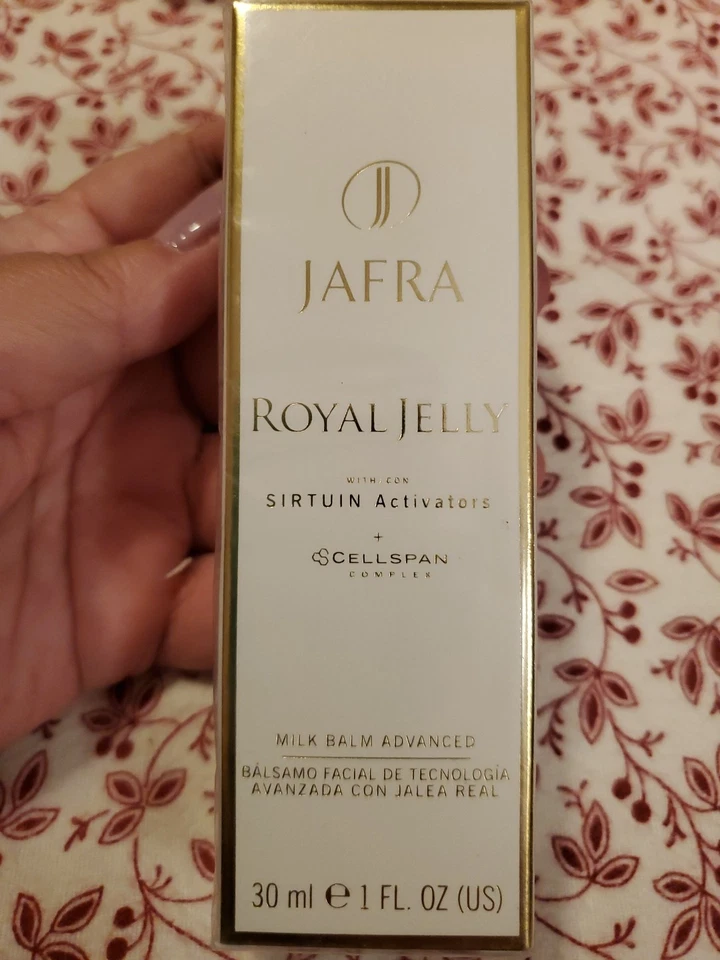 JAFRA
ROYAL JELLY
WITH · CON
SIRTUIN Activators
+
CELLSPAN
COMPLEX
MILK BALM ADVANCED
BÁLSAMO FACIAL DE TECNOLOGÍA
AVANZADA CON JALEA REAL
30 ml ℮ 1 FL. OZ (US)